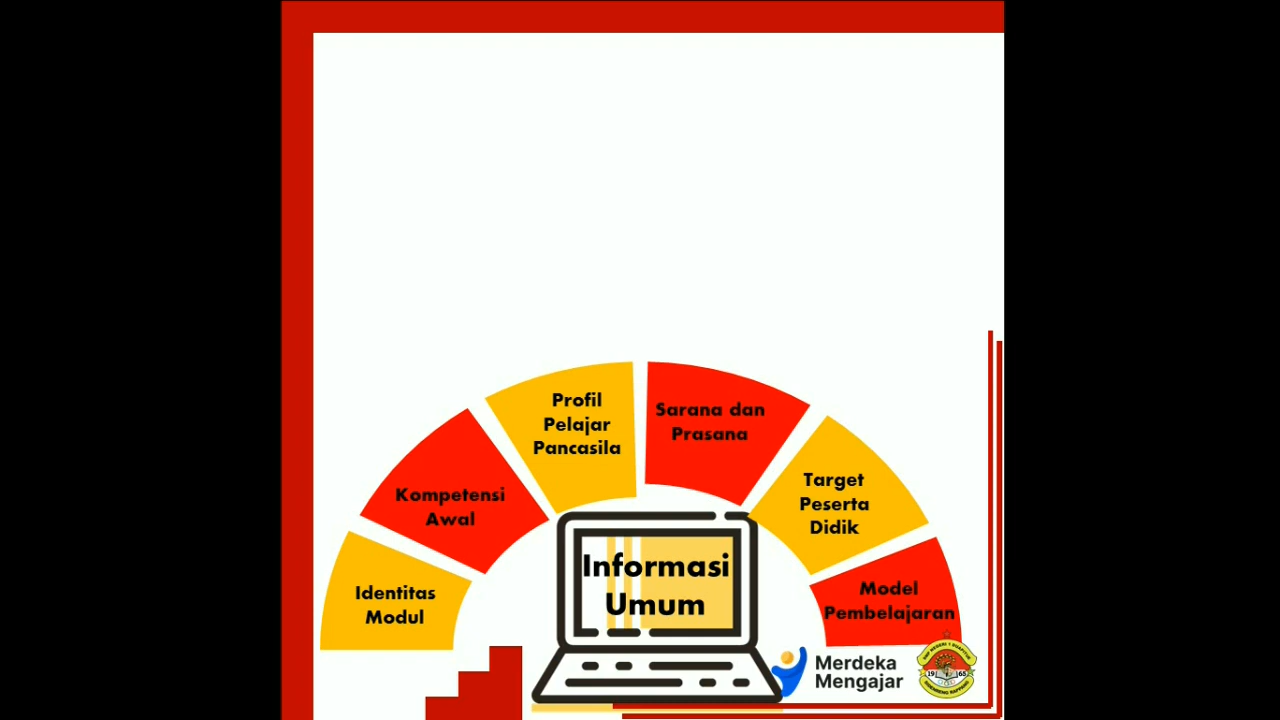 Profil
Pelajar
Pancasila
Sarana dan
Prasana
Kompetensi
Awal
Target
Peserta
Didik
Identitas
Modul
Informasi
Umum
Model
Pembelajaran
Merdeka
Mengajar
19 65